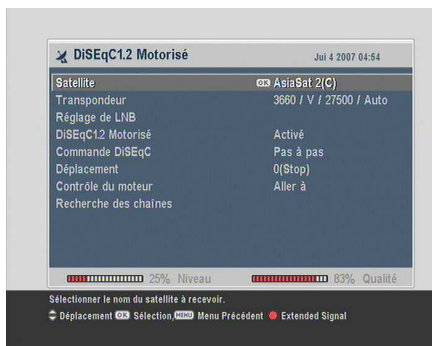 DiSEqC1.2 Motorisé Jui 4 2007 04:54
Satellite OK AsiaSat 2(C)
Transpondeur 3660 / V / 27500 / Auto
Réglage de LNB
DiSEqC1.2 Motorisé Activé
Commande DiSEqC Pas à pas
Déplacement 0(Stop)
Contrôle du moteur Aller à
Recherche des chaînes
25% Niveau 83% Qualité
Sélectionner le nom du satellite à recevoir.
Déplacement OK Sélection, MENU Menu Précédent Extended Signal